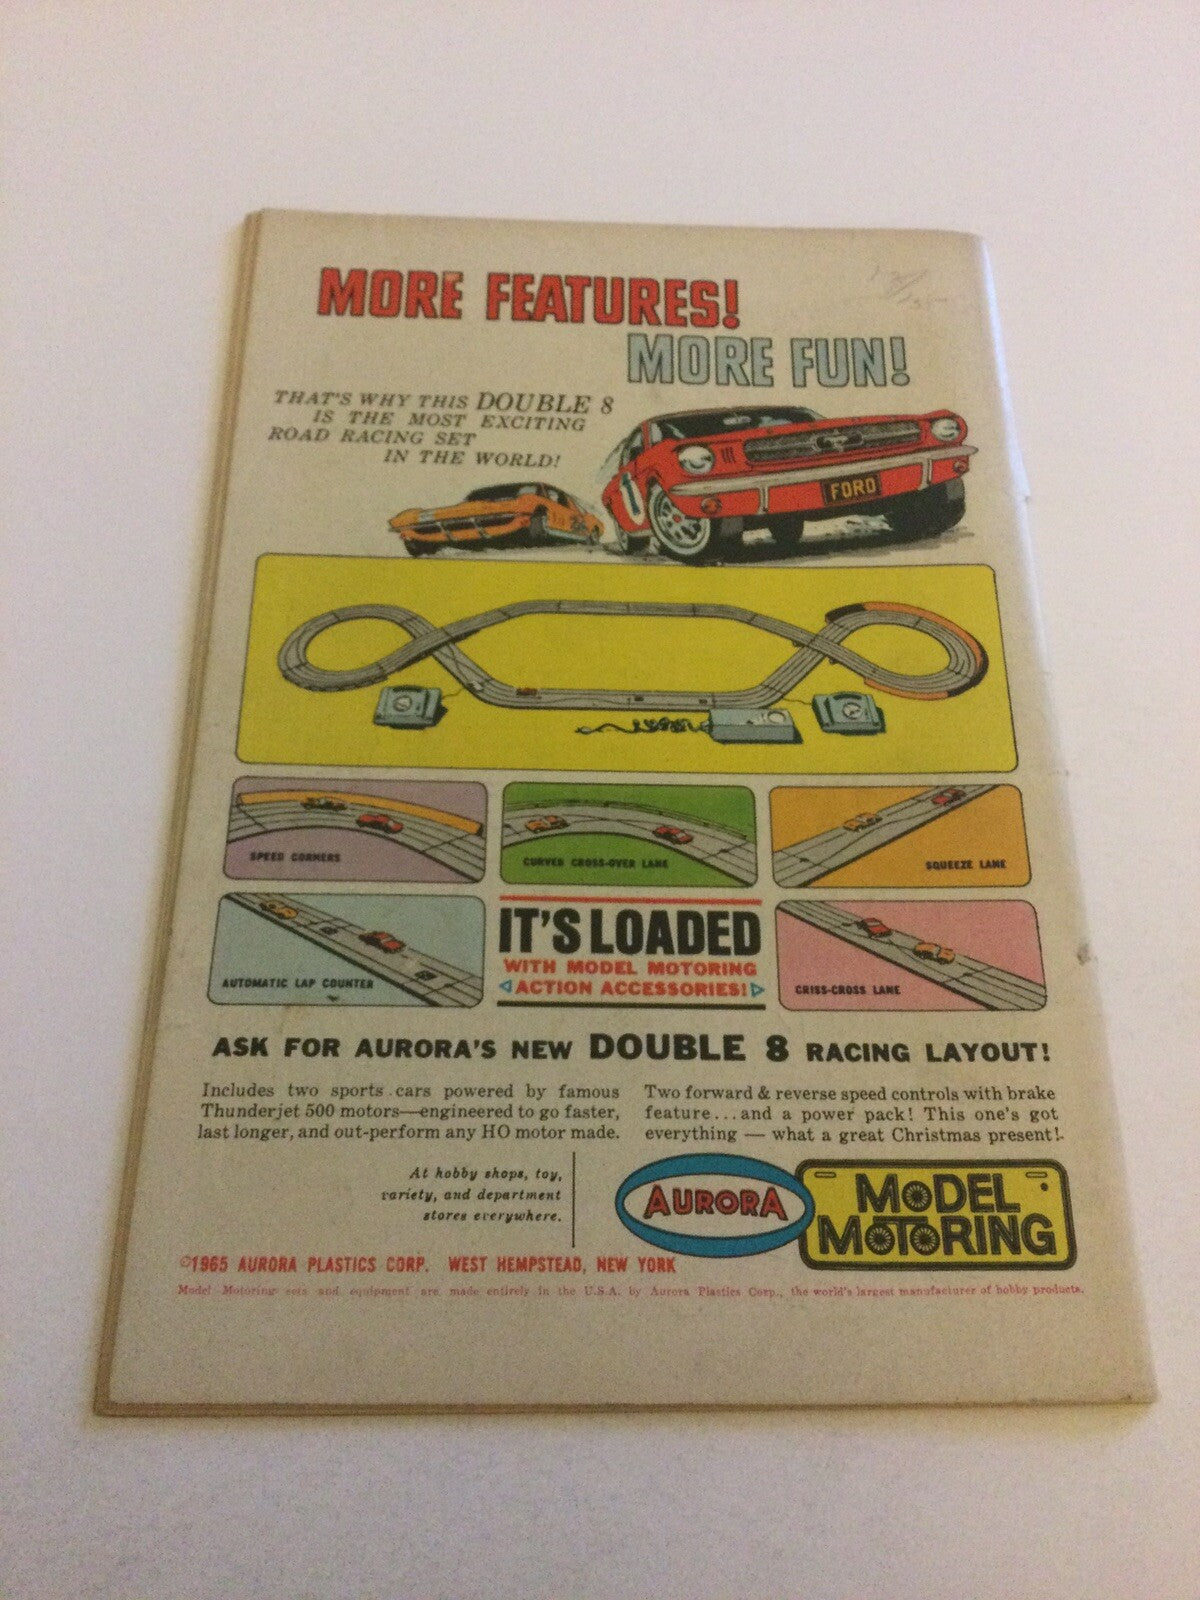 MORE FEATURES!
MORE FUN!
THAT'S WHY THIS DOUBLE 8
IS THE MOST EXCITING
ROAD RACING SET
IN THE WORLD!
1
FORD
SPEED CORNERS
CURVED CROSS-OVER LANE
SQUEEZE LANE
AUTOMATIC LAP COUNTER
IT'S LOADED
WITH MODEL MOTORING
ACTION ACCESSORIES!
CRISS-CROSS LANE
ASK FOR AURORA'S NEW DOUBLE 8 RACING LAYOUT!
Includes two sports cars powered by famous
Thunderjet 500 motors—engineered to go faster,
last longer, and out-perform any HO motor made.
Two forward & reverse speed controls with brake
feature...and a power pack! This one's got
everything — what a great Christmas present!
At hobby shops, toy,
variety, and department
stores everywhere.
AURORA
MODEL
MOTORING
©1965 AURORA PLASTICS CORP. WEST HEMPSTEAD, NEW YORK
Model Motoring sets and equipment are made entirely in the U.S.A. by Aurora Plastics Corp., the world's largest manufacturer of hobby products.